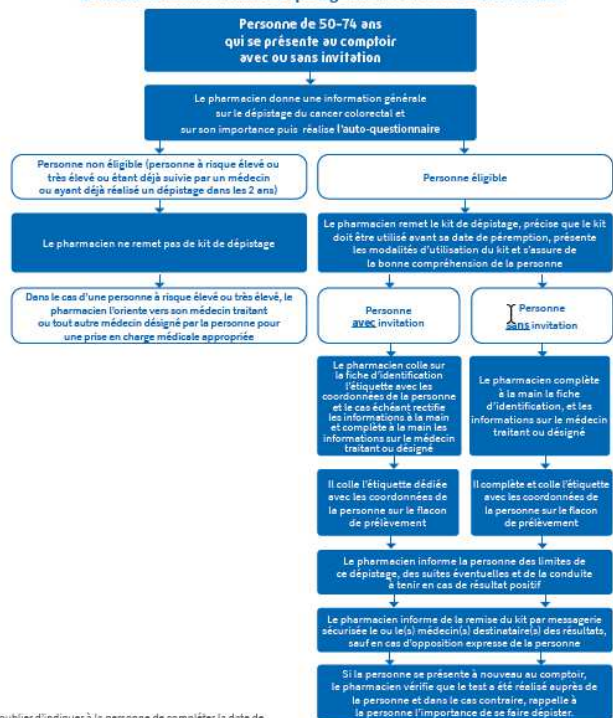 Personne de 50-74 ans
qui se présente au comptoir
avec ou sans invitation
Le pharmacien donne une information générale
sur le dépistage du cancer colorectal et
sur son importance puis réalise l'auto-questionnaire
Personne non éligible (personne à risque élevé ou
très élevé ou étant déjà suivie par un médecin
ou ayant déjà réalisé un dépistage dans les 2 ans)
Le pharmacien ne remet pas de kit de dépistage
Dans le cas d'une personne à risque élevé ou très élevé, le
pharmacien l'oriente vers son médecin traitant
ou tout autre médecin désigné par la personne pour
une prise en charge médicale appropriée
Personne éligible
Le pharmacien remet le kit de dépistage, précise que le kit
doit être utilisé avant sa date de péremption, présente
les modalités d'utilisation du kit et s'assure de
la bonne compréhension de la personne
Personne
avec invitation
Le pharmacien colle sur
la fiche d'identification
l'étiquette avec les
coordonnées de la personne
et le cas échéant rectifie
les informations à la main
et complète à la main les
informations sur le médecin
traitant ou désigné
Il colle l'étiquette dédiée
avec les coordonnées de
la personne sur le flacon
de prélèvement
Personne
sans invitation
Le pharmacien complète
à la main la fiche
d'identification, et les
informations sur le médecin
traitant ou désigné
Il complète et colle l'étiquette
avec les coordonnées de
la personne sur le flacon
de prélèvement
Le pharmacien informe la personne des limites de
ce dépistage, des suites éventuelles et de la conduite
à tenir en cas de résultat positif
Le pharmacien informe de la remise du kit par messagerie
sécurisée le ou le(s) médecin(s) destinataire(s) des résultats,
sauf en cas d'opposition expresse de la personne
Si la personne se présente à nouveau au comptoir,
le pharmacien vérifie que le test a été réalisé auprès de
la personne et dans le cas contraire, rappelle à
la personne l'importance de se faire dépister.
oublier d'indiquer à la personne de compléter la date de